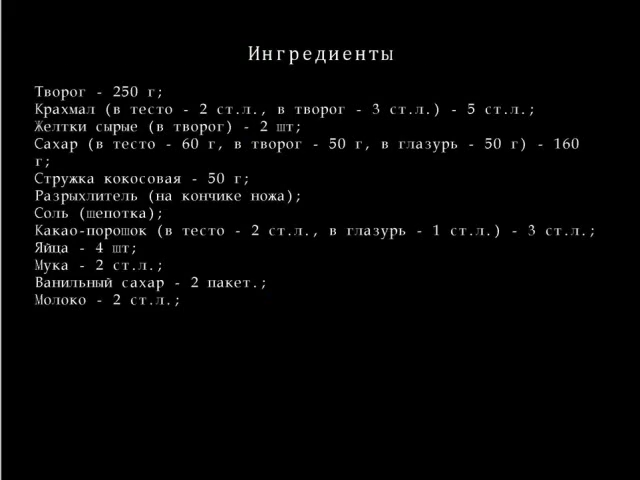 Ингредиенты
Творог - 250 г;
Крахмал (в тесто - 2 ст.л., в творог - 3 ст.л.) - 5 ст.л.;
Желтки сырые (в творог) - 2 шт;
Сахар (в тесто - 60 г, в творог - 50 г, в глазурь - 50 г) - 160
г;
Стружка кокосовая - 50 г;
Разрыхлитель (на кончике ножа);
Соль (щепотка);
Какао-порошок (в тесто - 2 ст.л., в глазурь - 1 ст.л.) - 3 ст.л.;
Яйца - 4 шт;
Мука - 2 ст.л.;
Ванильный сахар - 2 пакет.;
Молоко - 2 ст.л.;